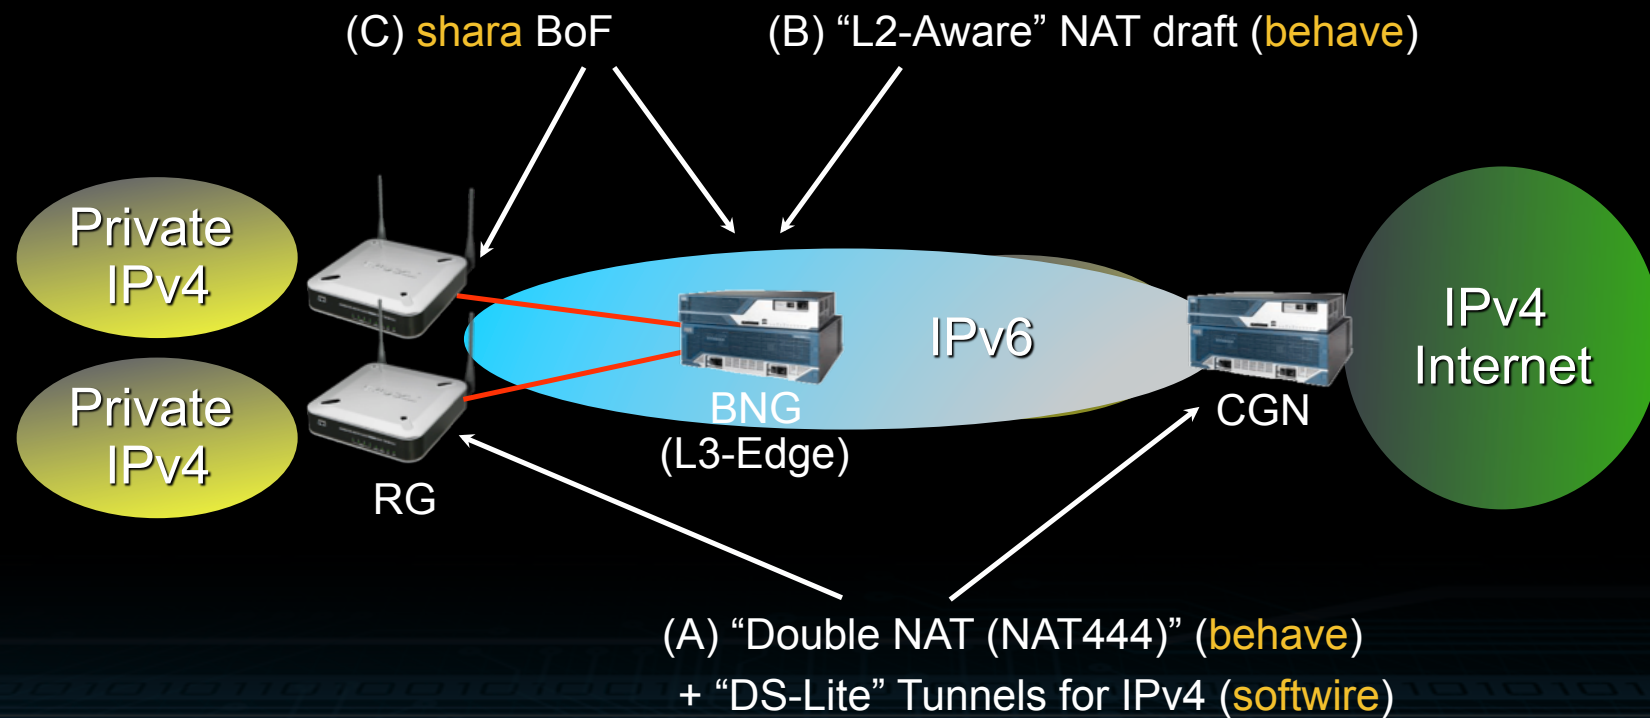 (C) shara BoF
(B) “L2-Aware” NAT draft (behave)
Private
IPv4
Private
IPv4
RG
BNG
(L3-Edge)
IPv6
CGN
IPv4
Internet
(A) “Double NAT (NAT444)” (behave)
+ “DS-Lite” Tunnels for IPv4 (softwire)